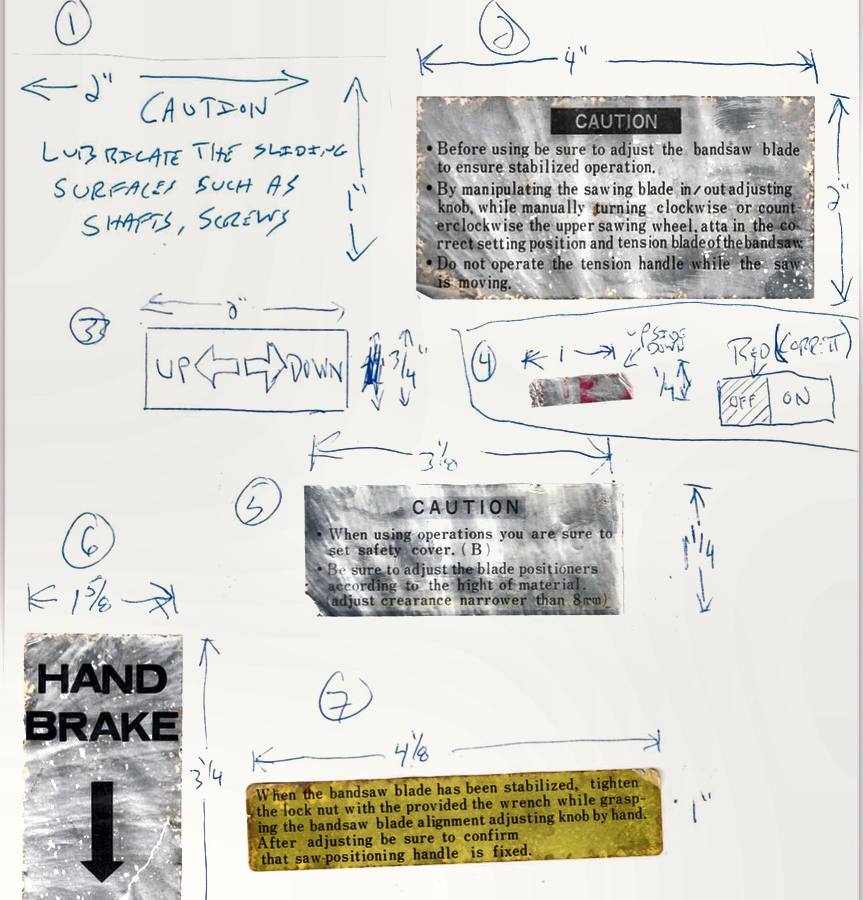 1
2"
CAUTION
LUBRICATE THE SLIDING
SURFACES SUCH AS
SHAFTS, SCREWS
1"
2
4"
CAUTION
• Before using be sure to adjust the bandsaw blade
to ensure stabilized operation.
• By manipulating the sawing blade in/out adjusting
knob, while manually turning clockwise or count
erclockwise the upper sawing wheel, atta in the co-
rrect setting position and tension blade of the bandsaw.
• Do not operate the tension handle while the saw
is moving.
2"
3
2"
UP DOWN
3/4"
4
1
UPSIDE
DOWN
1/4
RED (CORRECT)
OFF ON
5
3 1/8
CAUTION
• When using operations you are sure to
set safety cover. (B)
• Be sure to adjust the blade positioners
according to the hight of material.
(adjust crearance narrower than 8mm)
1 1/4
6
1 5/8
HAND
BRAKE
3 1/4
7
4 1/8
When the bandsaw blade has been stabilized, tighten
the lock nut with the provided the wrench while grasp-
ing the bandsaw blade alignment adjusting knob by hand.
After adjusting be sure to confirm
that saw-positioning handle is fixed.
1"